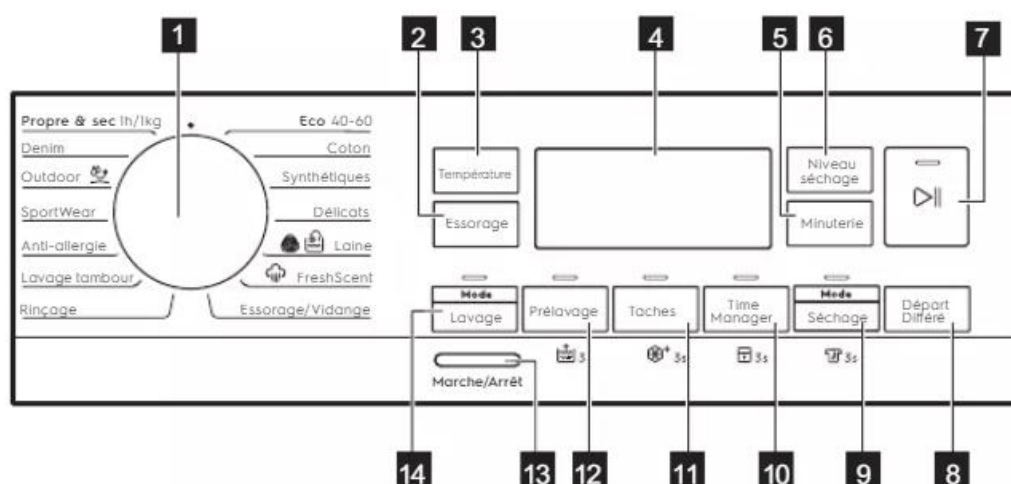 1
2
3
4
5
6
7
Propre & sec 1h/1kg
Denim
Outdoor
SportWear
Anti-allergie
Lavage tambour
Rinçage
Eco 40-60
Coton
Synthétiques
Délicats
Laine
FreshScent
Essorage/Vidange
Température
Essorage
Niveau
séchage
Minuterie
Mode
Lavage
Prélavage
Taches
Time
Manager
Mode
Séchage
Départ
Différé
3
3s
3s
3s
Marche/Arrêt
14
13
12
11
10
9
8